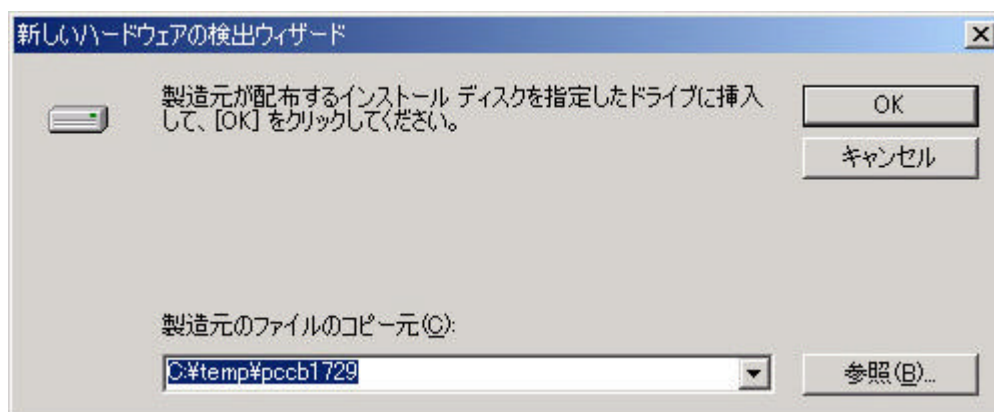 新しいハードウェアの検出ウィザード
製造元が配布するインストール ディスクを指定したドライブに挿入
して、[OK] をクリックしてください。
OK
キャンセル
製造元のファイルのコピー元(C):
C:¥temp¥pccb1729
参照(B)...